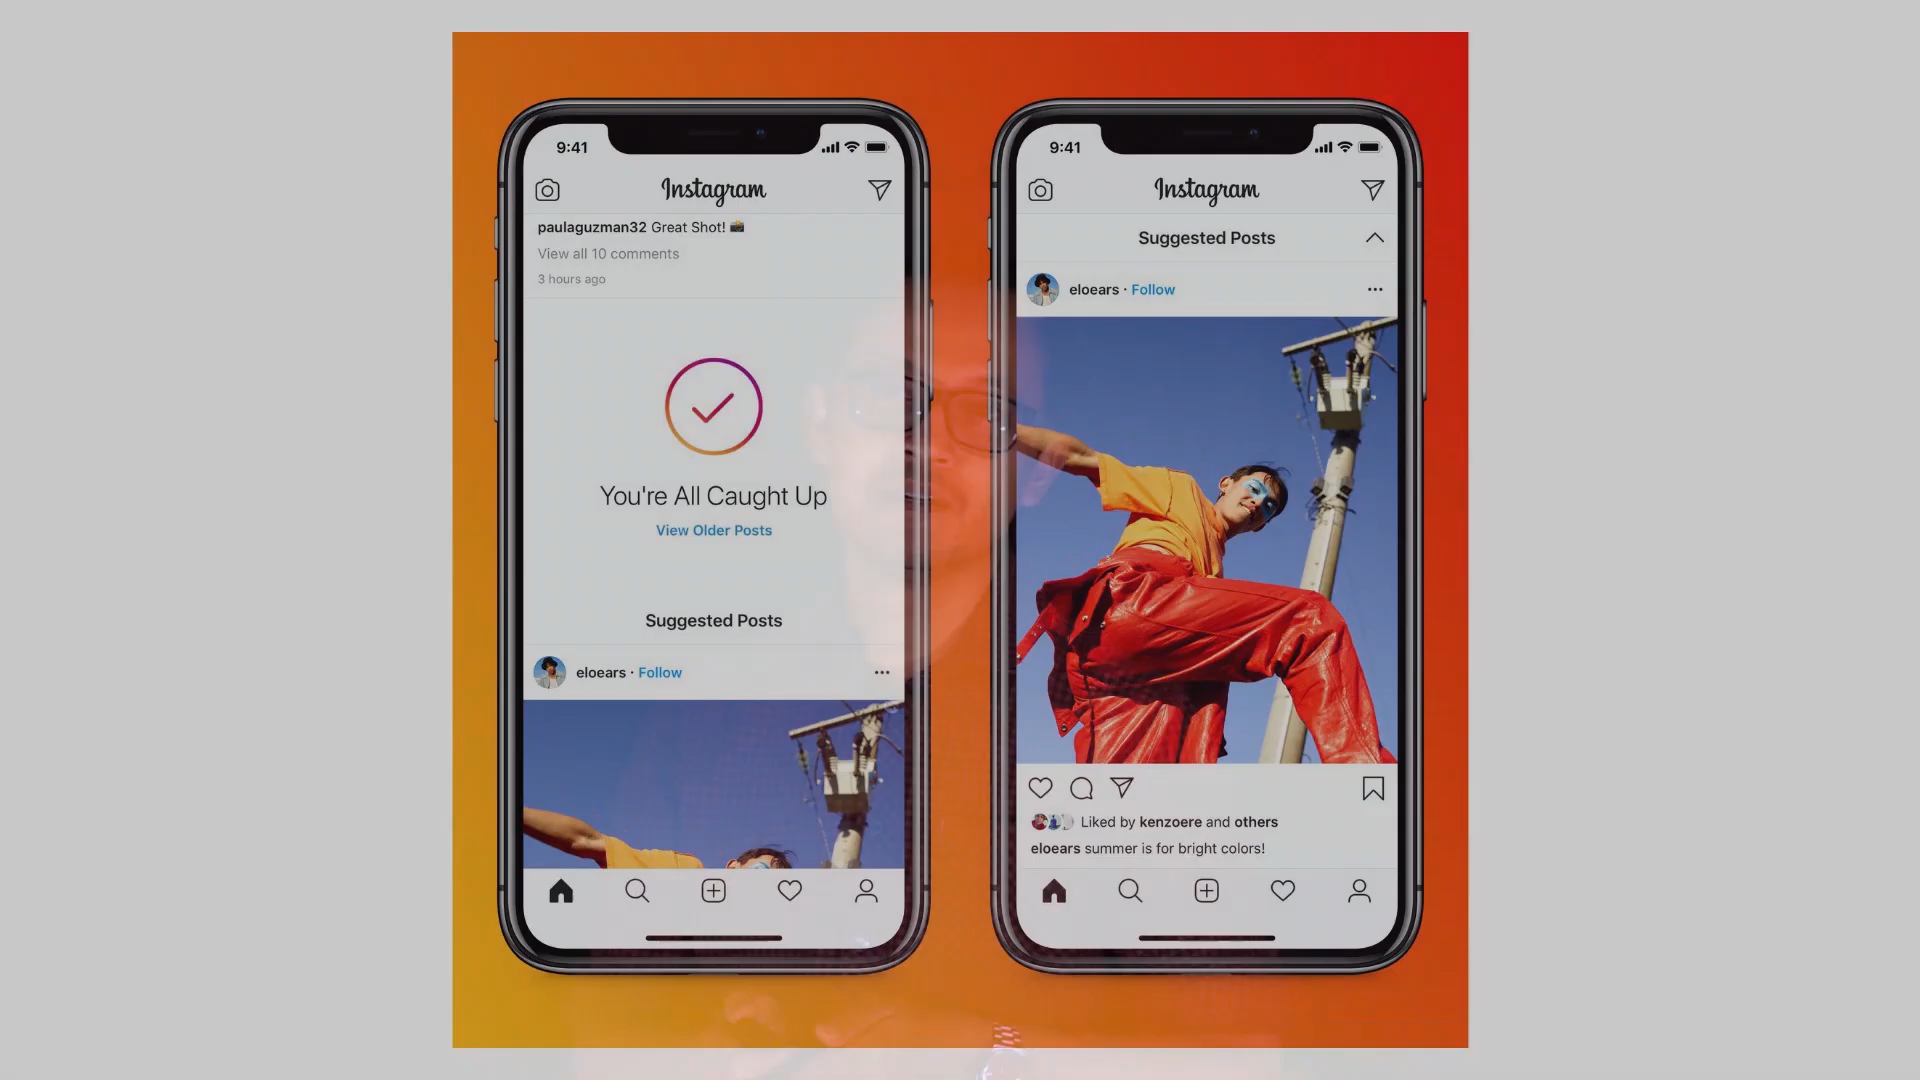 9:41
Instagram
paulaguzman32 Great Shot! 📸
View all 10 comments
3 hours ago
You're All Caught Up
View Older Posts
Suggested Posts
eloears · Follow
9:41
Instagram
Suggested Posts
eloears · Follow
Liked by kenzoere and others
eloears summer is for bright colors!